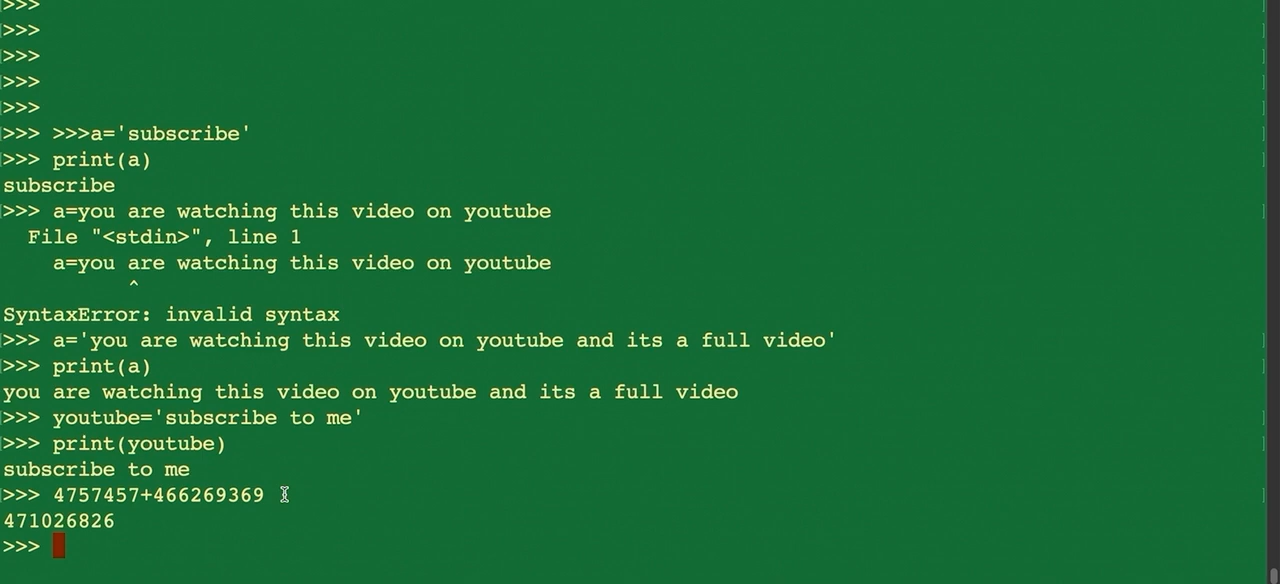 >>>
>>>
>>>
>>>
>>>
>>> >>>a='subscribe'
>>> print(a)
subscribe
>>> a=you are watching this video on youtube
  File "<stdin>", line 1
    a=you are watching this video on youtube
          ^
SyntaxError: invalid syntax
>>> a='you are watching this video on youtube and its a full video'
>>> print(a)
you are watching this video on youtube and its a full video
>>> youtube='subscribe to me'
>>> print(youtube)
subscribe to me
>>> 4757457+466269369
471026826
>>>